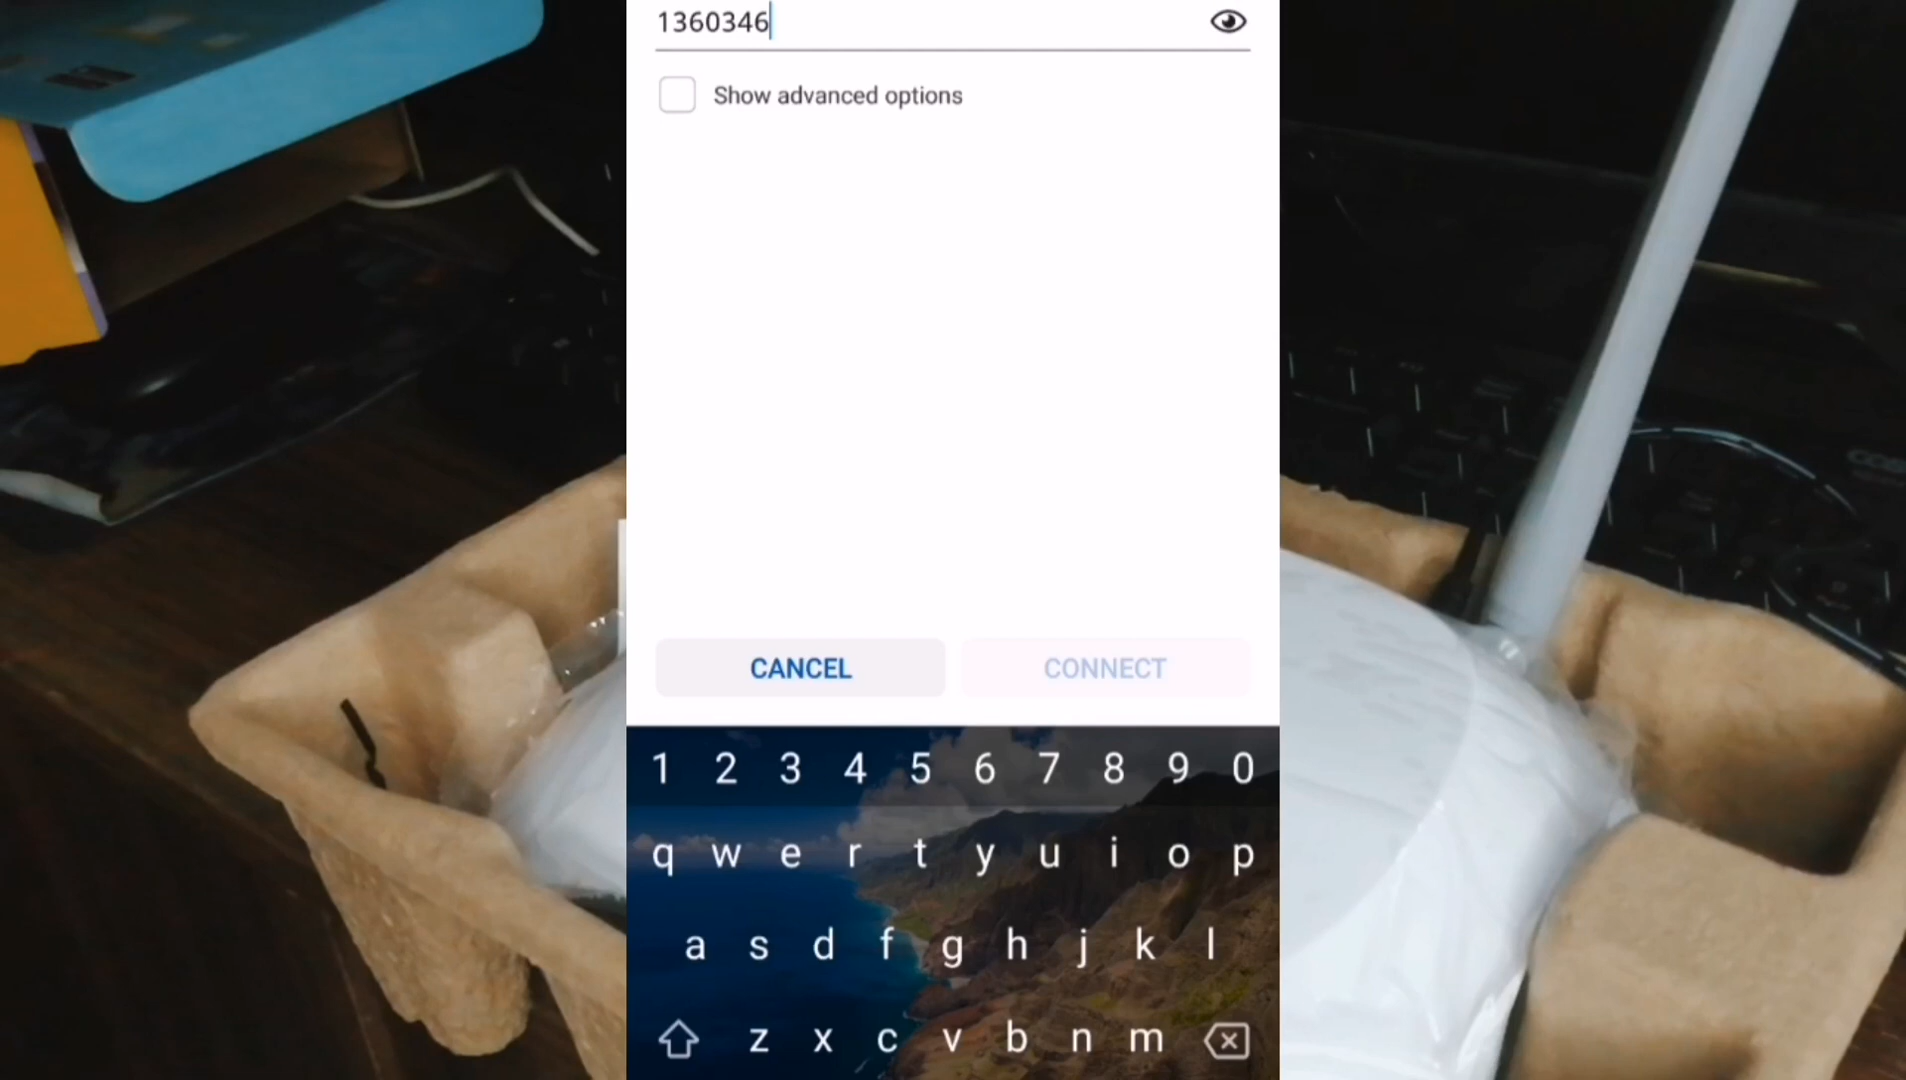 1360346
Show advanced options
CANCEL CONNECT
1 2 3 4 5 6 7 8 9 0
q w e r t y u i o p
a s d f g h j k l
z x c v b n m